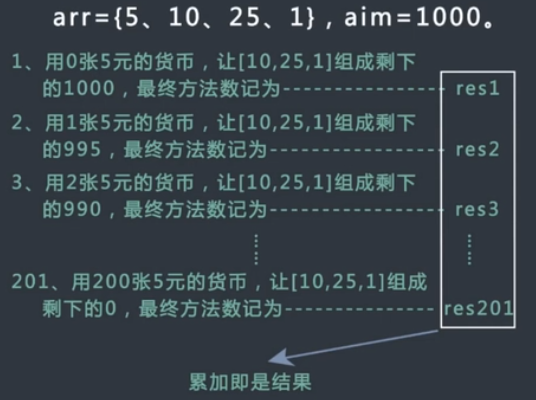 arr={5、10、25、1}，aim=1000。
1、用0张5元的货币，让[10,25,1]组成剩下
的1000，最终方法数记为---------------- res1
2、用1张5元的货币，让[10,25,1]组成剩下
的995，最终方法数记为----------------- res2
3、用2张5元的货币，让[10,25,1]组成剩下
的990，最终方法数记为----------------- res3
201、用200张5元的货币，让[10,25,1]组成
剩下的0，最终方法数记为--------------- res201
累加即是结果